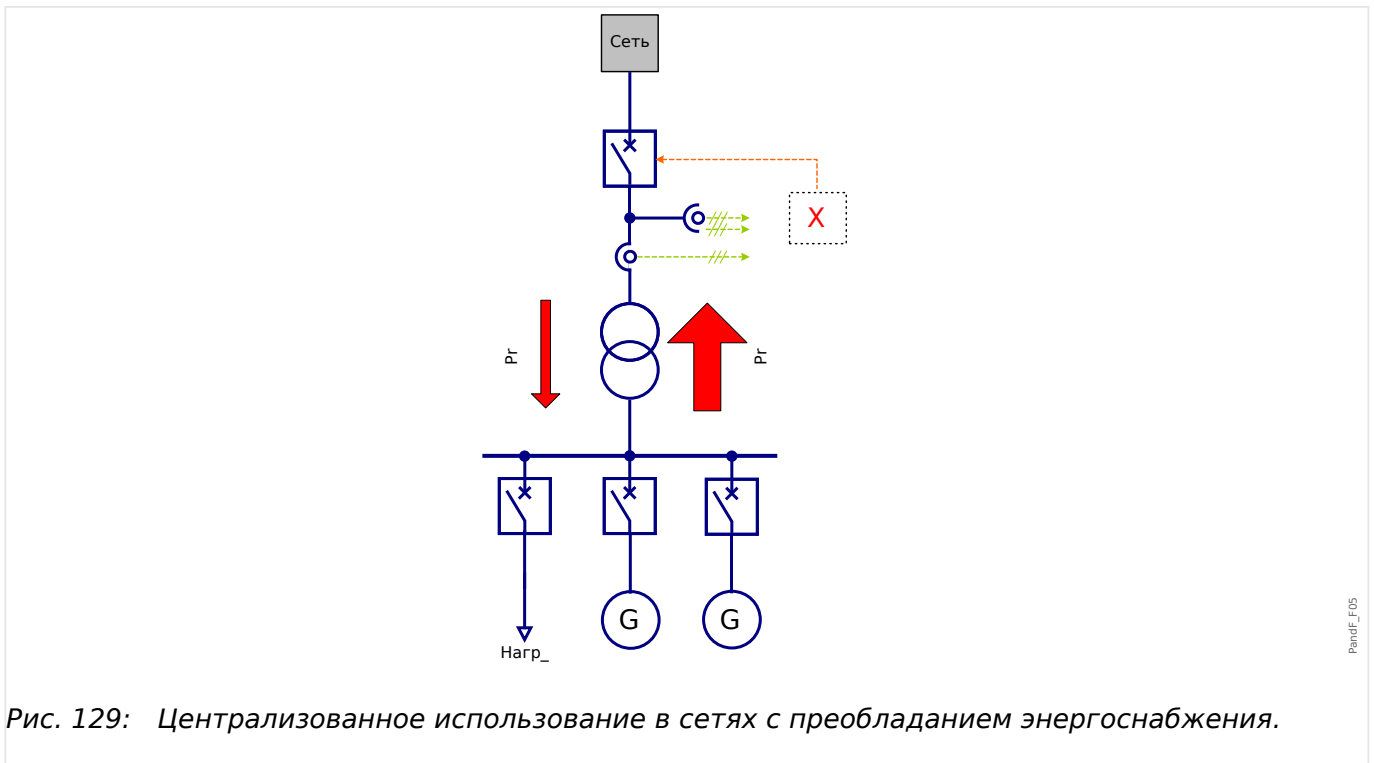 Сеть
X
Pr
Pr
G
G
Нагр_
PandF_F05
Рис. 129: Централизованное использование в сетях с преобладанием энергоснабжения.